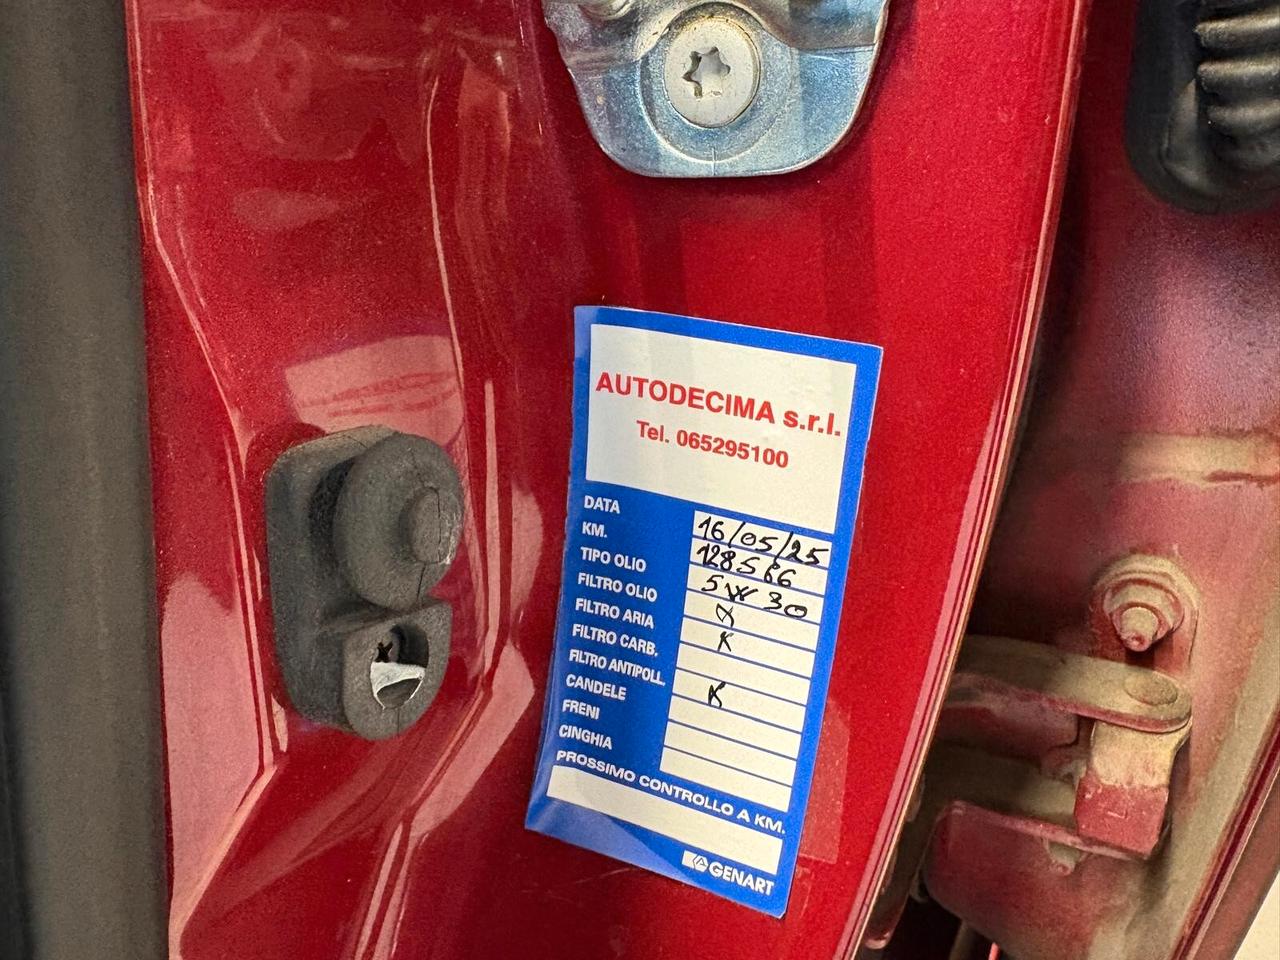 AUTODECIMA s.r.l.
Tel. 065295100
DATA 16/05/25
KM. 128566
TIPO OLIO 5W30
FILTRO OLIO X
FILTRO ARIA X
FILTRO CARB.
FILTRO ANTIPOLL. X
CANDELE
FRENI
CINGHIA
PROSSIMO CONTROLLO A KM.
GENART